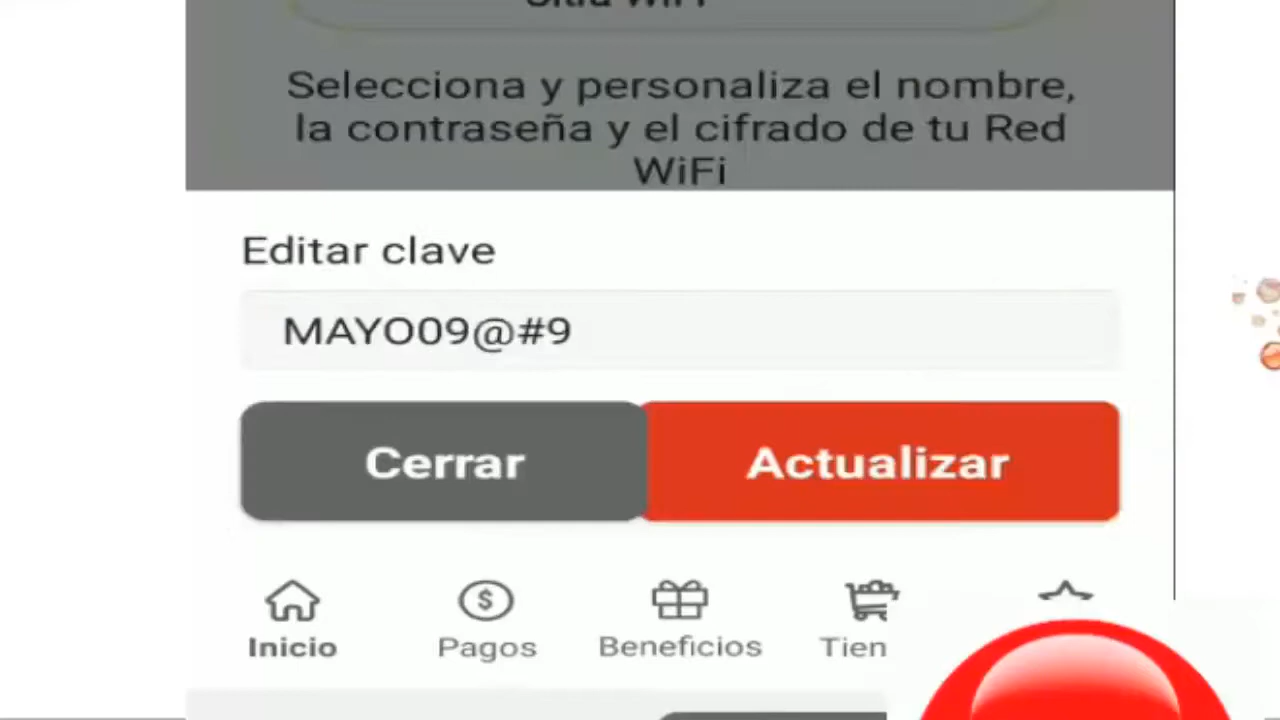 Selecciona y personaliza el nombre,
la contraseña y el cifrado de tu Red
WiFi
Editar clave
MAYO09@#9
Cerrar
Actualizar
Inicio
Pagos
Beneficios
Tien